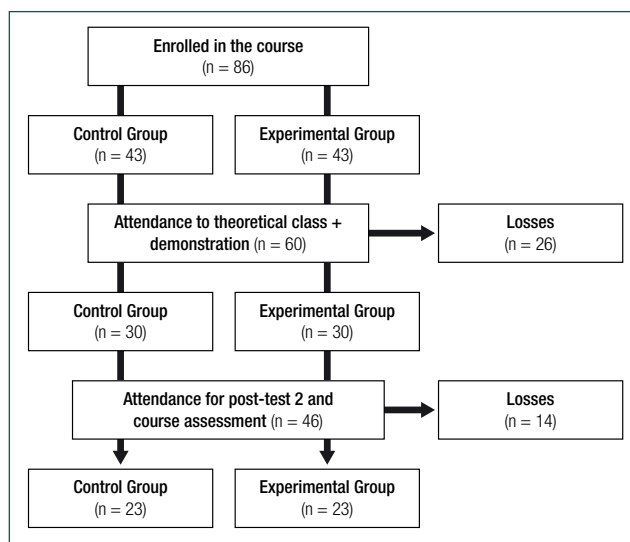 Enrolled in the course
(n = 86)
Control Group
(n = 43)
Experimental Group
(n = 43)
Attendance to theoretical class +
demonstration (n = 60)
Losses
(n = 26)
Control Group
(n = 30)
Experimental Group
(n = 30)
Attendance for post-test 2 and
course assessment (n = 46)
Losses
(n = 14)
Control Group
(n = 23)
Experimental Group
(n = 23)